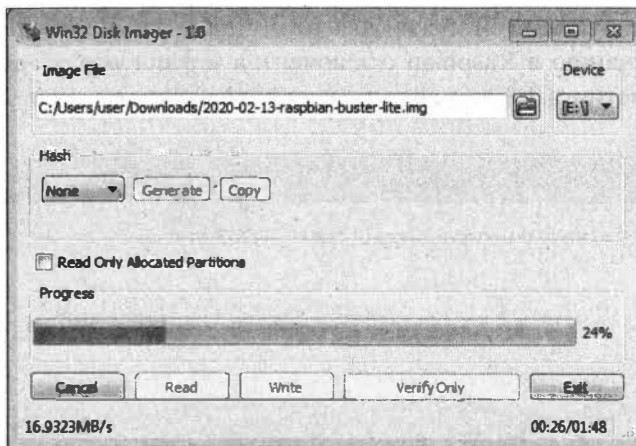 Win32 Disk Imager - 1.0
Image File
Device
C:/Users/user/Downloads/2020-02-13-raspbian-buster-lite.img
[E:\]
Hash
None
Generate
Copy
Read Only Allocated Partitions
Progress
24%
Cancel
Read
Write
Verify Only
Exit
16.9323MB/s
00:26/01:48